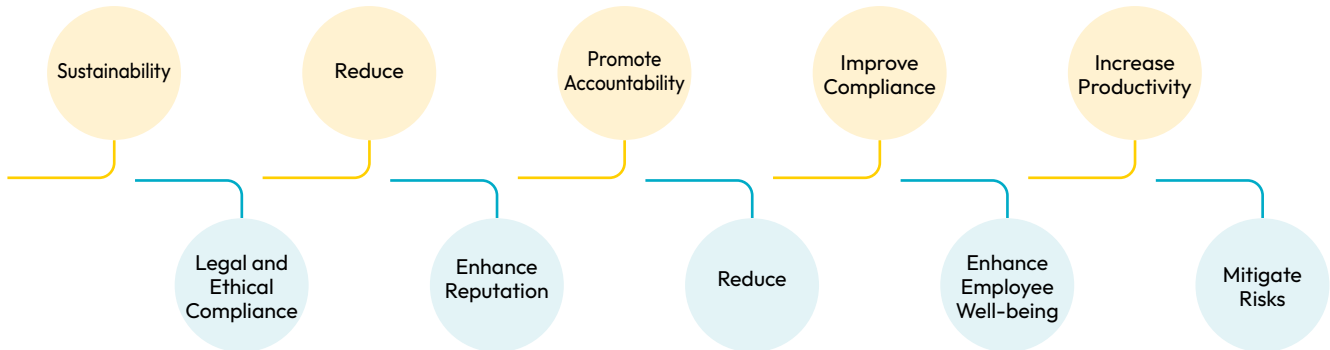 Sustainability
Reduce
Promote
Accountability
Improve
Compliance
Increase
Productivity
Legal and
Ethical
Compliance
Enhance
Reputation
Reduce
Enhance
Employee
Well-being
Mitigate
Risks